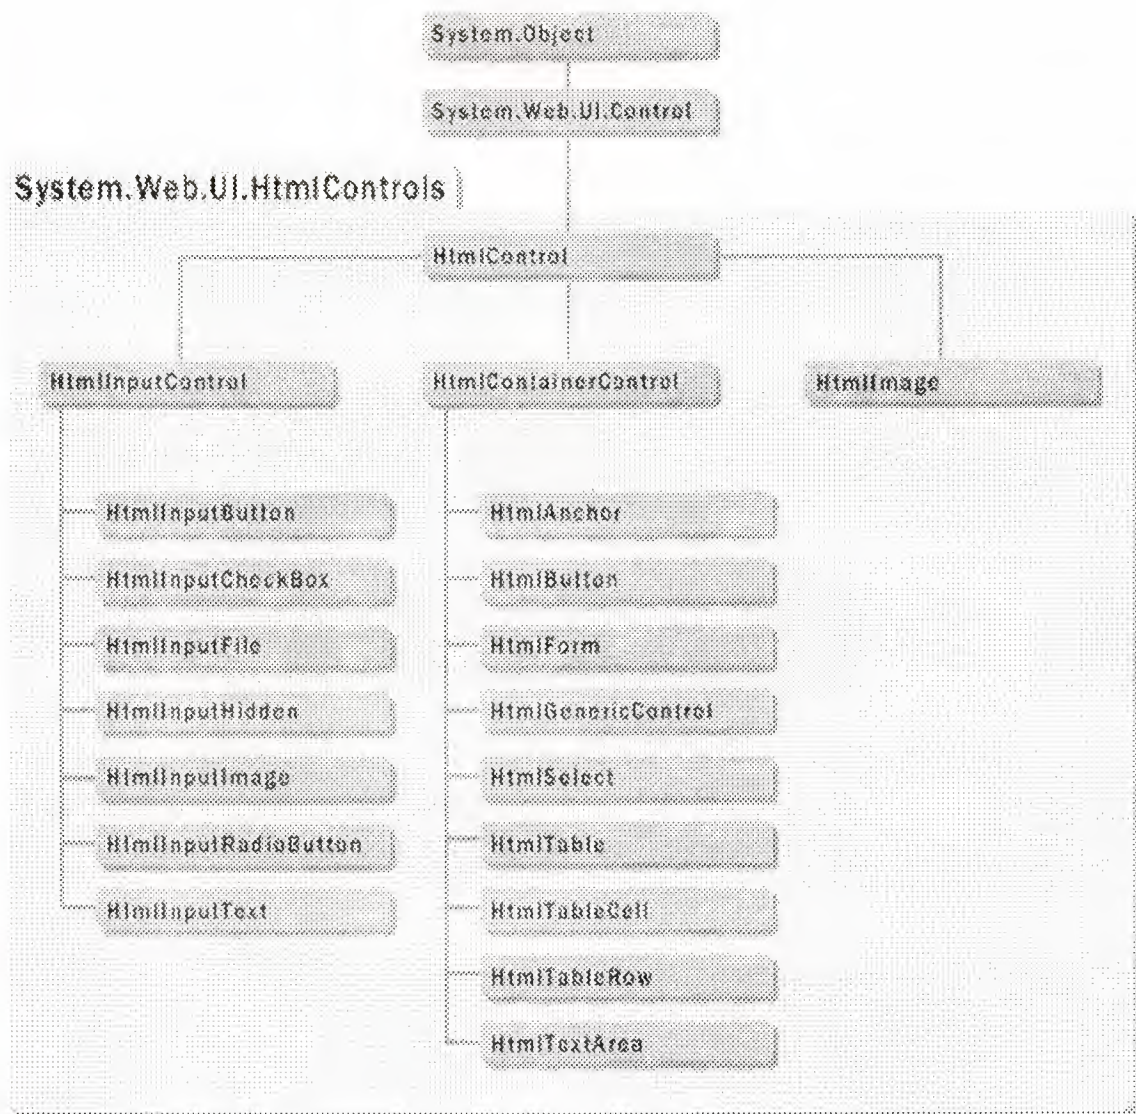 System.Object
System.Web.UI.Control
System.Web.UI.HtmlControls
HtmlControl
HtmlInputControl
HtmlContainerControl
HtmlImage
HtmlInputButton
HtmlInputCheckBox
HtmlInputFile
HtmlInputHidden
HtmlInputImage
HtmlInputRadioButton
HtmlInputText
HtmlAnchor
HtmlButton
HtmlForm
HtmlGenericControl
HtmlSelect
HtmlTable
HtmlTableCell
HtmlTableRow
HtmlTextArea